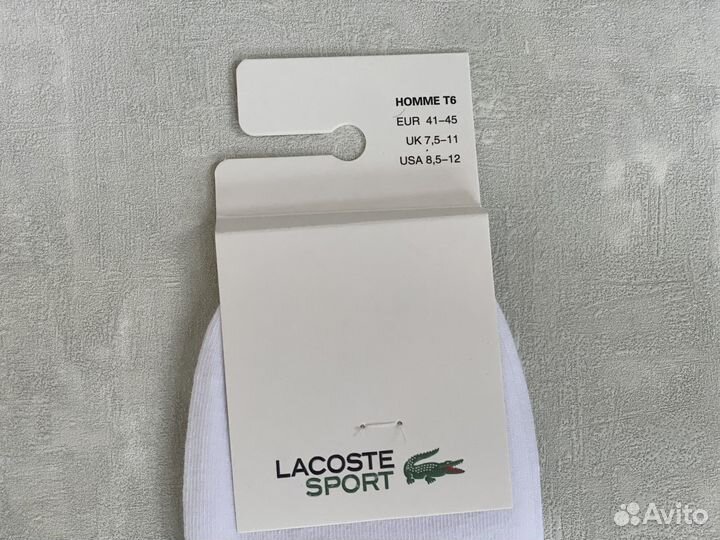 HOMME T6
EUR 41–45
UK 7,5–11
USA 8,5–12
LACOSTE
SPORT
Avito